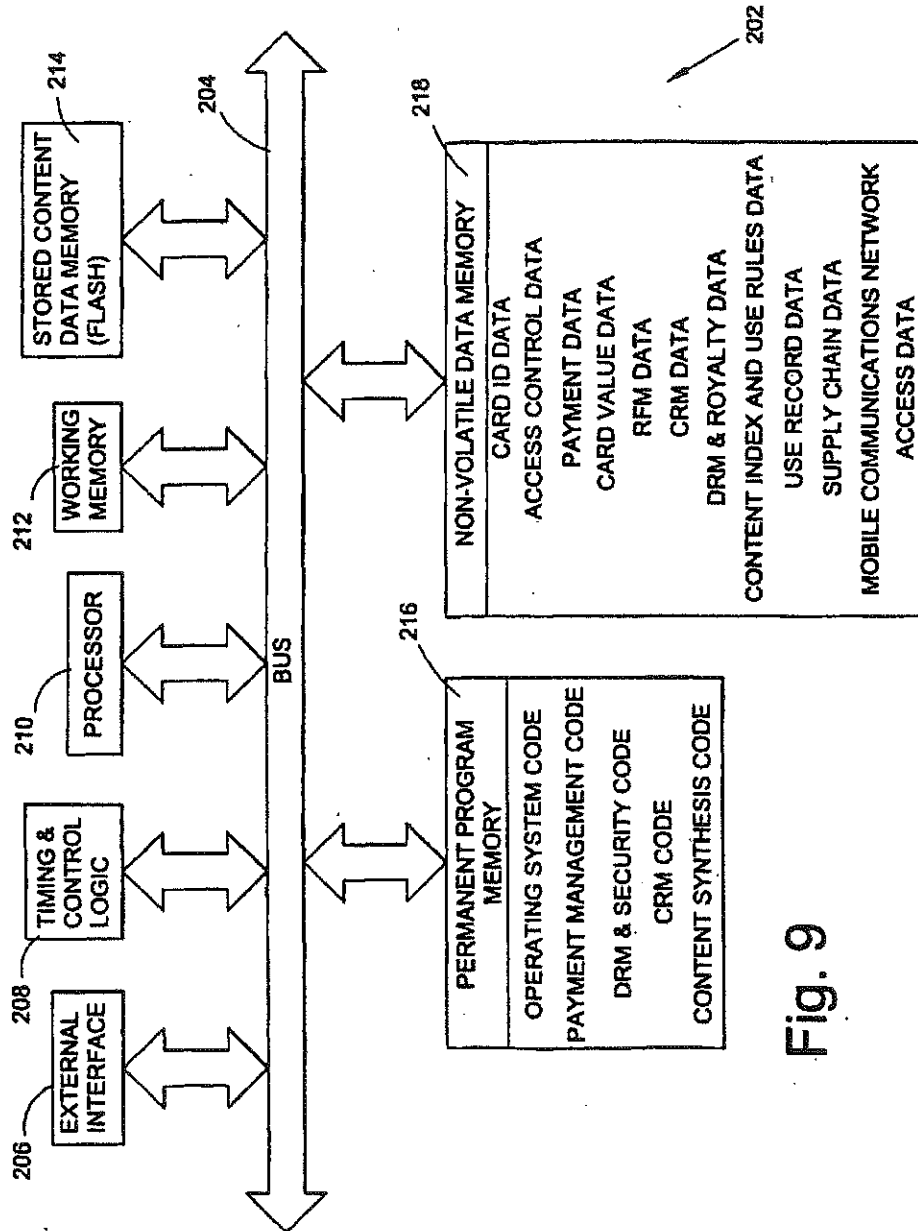 206
EXTERNAL
INTERFACE
208
TIMING &
CONTROL
LOGIC
210
PROCESSOR
212
WORKING
MEMORY
STORED CONTENT
DATA MEMORY
(FLASH)
214
204
BUS
216
PERMANENT PROGRAM
MEMORY
OPERATING SYSTEM CODE
PAYMENT MANAGEMENT CODE
DRM & SECURITY CODE
CRM CODE
CONTENT SYNTHESIS CODE
218
NON-VOLATILE DATA MEMORY
CARD ID DATA
ACCESS CONTROL DATA
PAYMENT DATA
CARD VALUE DATA
RFM DATA
CRM DATA
DRM & ROYALTY DATA
CONTENT INDEX AND USE RULES DATA
USE RECORD DATA
SUPPLY CHAIN DATA
MOBILE COMMUNICATIONS NETWORK
ACCESS DATA
202
Fig. 9